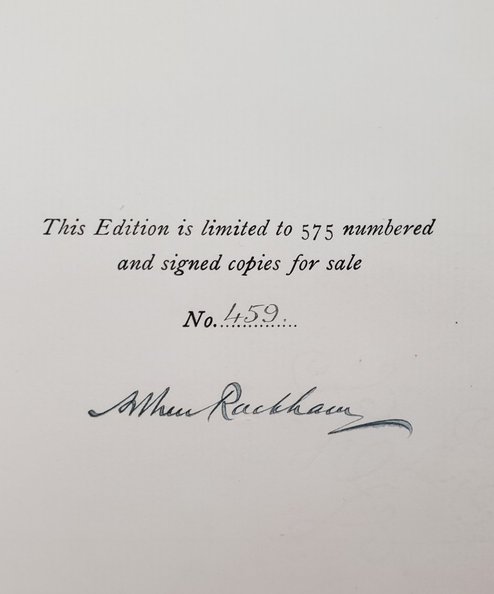 This Edition is limited to 575 numbered
and signed copies for sale
No. 459.
Arthur Rackham